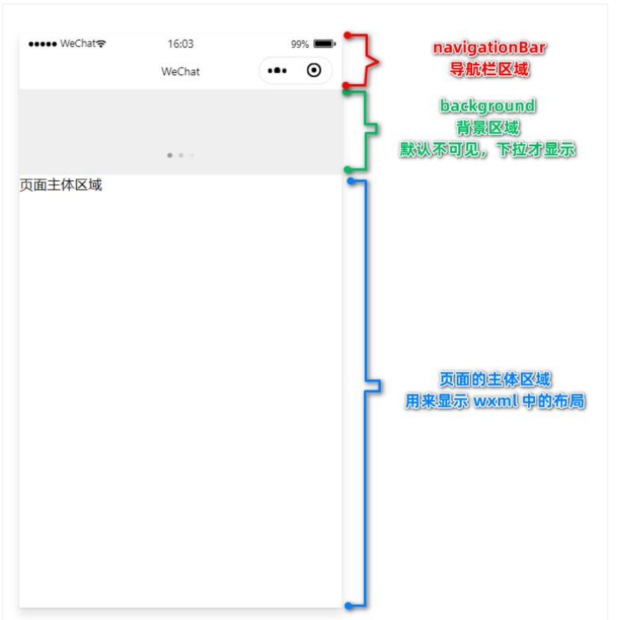 WeChat 16:03 99%
WeChat
页面主体区域
navigationBar
导航栏区域
background
背景区域
默认不可见，下拉才显示
页面的主体区域
用来显示 wxml 中的布局